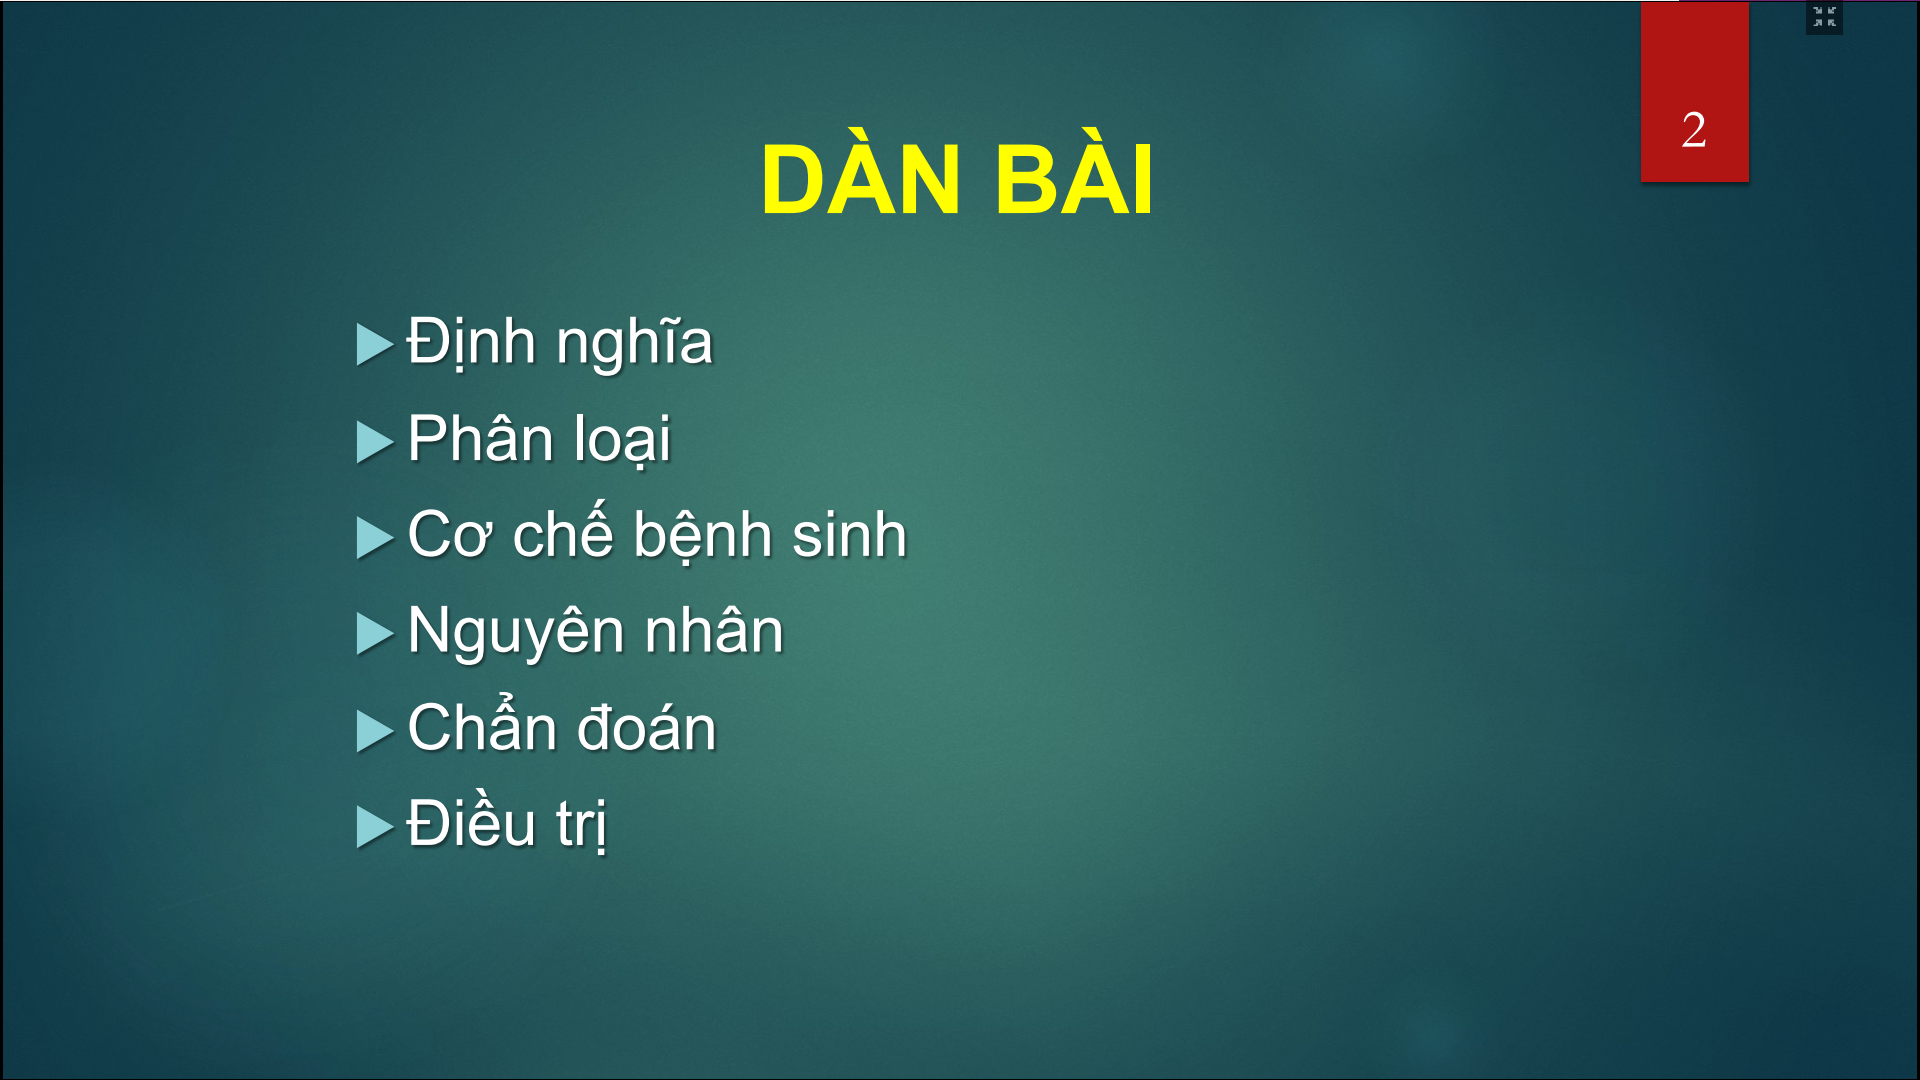 2
DÀN BÀI
Định nghĩa
Phân loại
Cơ chế bệnh sinh
Nguyên nhân
Chẩn đoán
Điều trị